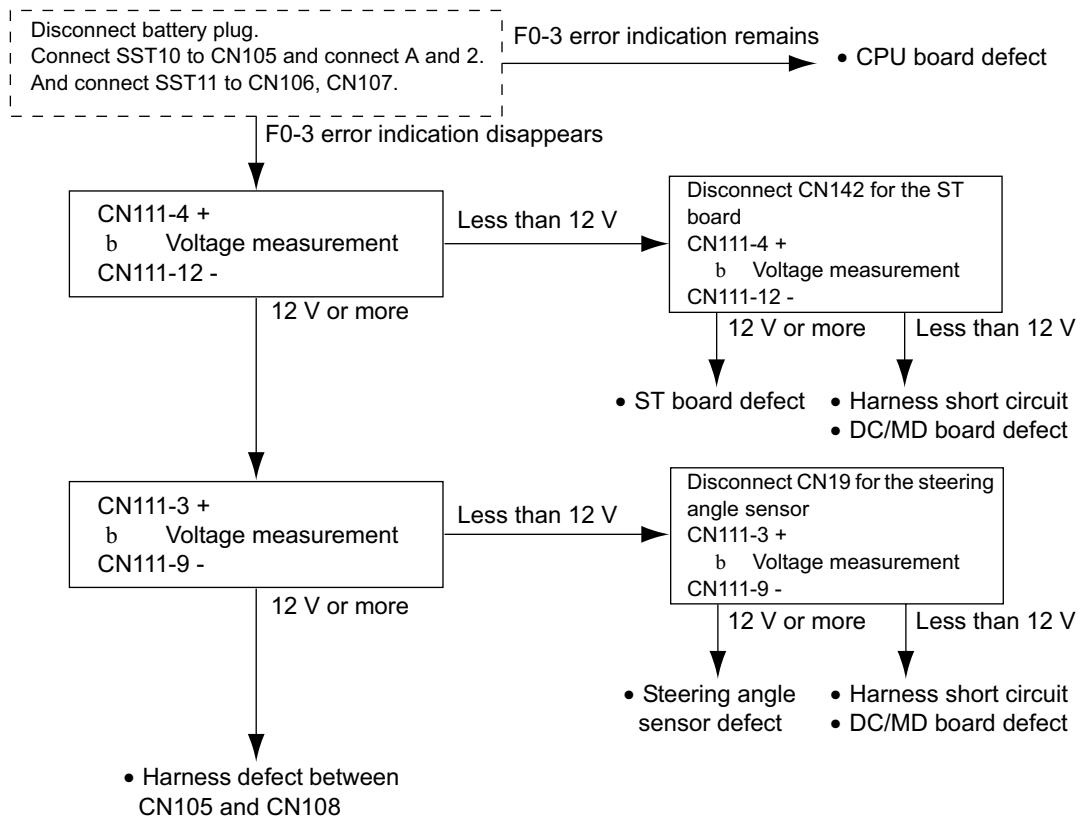 Disconnect battery plug.
Connect SST10 to CN105 and connect A and 2.
And connect SST11 to CN106, CN107.
F0-3 error indication remains
• CPU board defect
F0-3 error indication disappears
CN111-4 +
b Voltage measurement
CN111-12 -
Less than 12 V
Disconnect CN142 for the ST
board
CN111-4 +
b Voltage measurement
CN111-12 -
12 V or more
12 V or more
Less than 12 V
• ST board defect
• Harness short circuit
• DC/MD board defect
CN111-3 +
b Voltage measurement
CN111-9 -
Less than 12 V
Disconnect CN19 for the steering
angle sensor
CN111-3 +
b Voltage measurement
CN111-9 -
12 V or more
12 V or more
Less than 12 V
• Steering angle
sensor defect
• Harness short circuit
• DC/MD board defect
• Harness defect between
CN105 and CN108